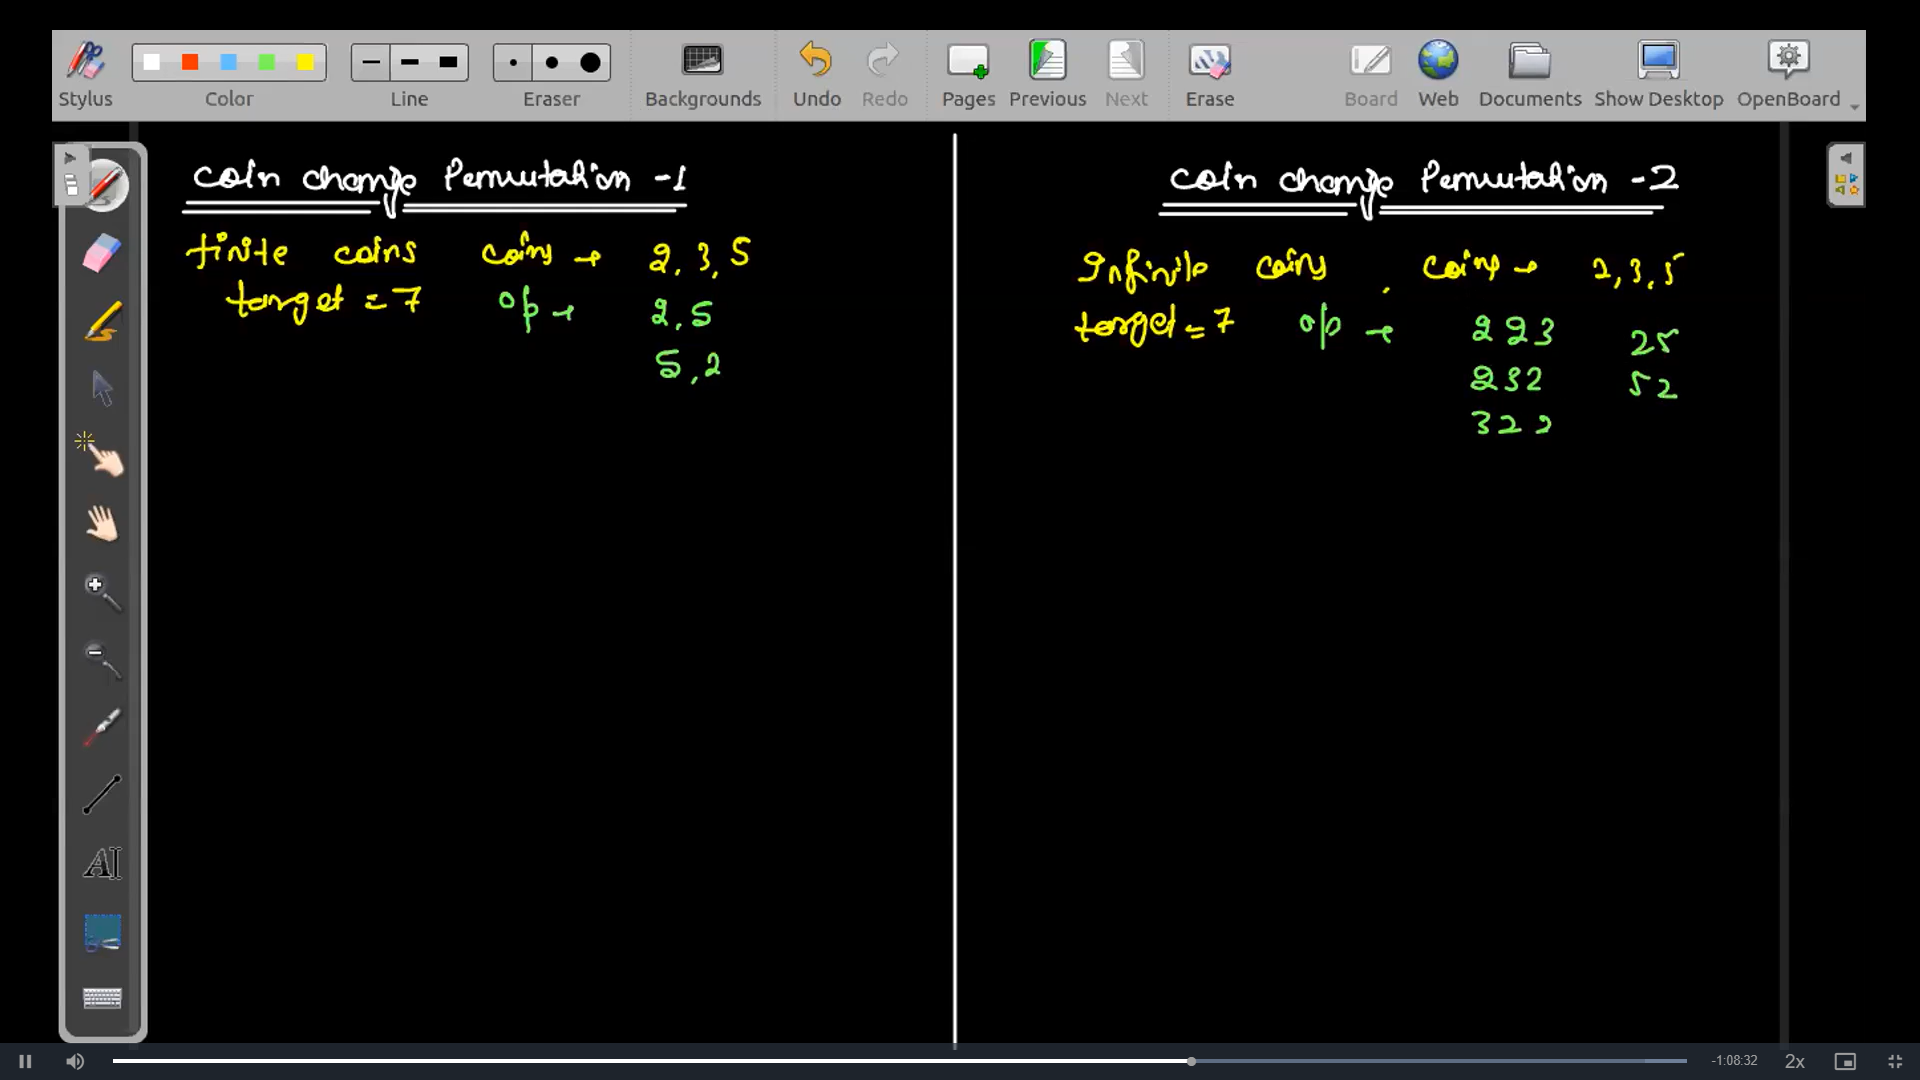 Stylus Color Line Eraser Backgrounds Undo Redo Pages Previous Next Erase Board Web Documents Show Desktop OpenBoard
Coin change Permutation -1
finite coins coins → 2, 3, 5
target = 7 o/p → 2, 5
5, 2
Coin change Permutation -2
Infinite coins, coins → 2, 3, 5
target = 7 o/p → 2 2 3 2 5
2 3 2 5 2
3 2 2
AI
-1:08:32 2x